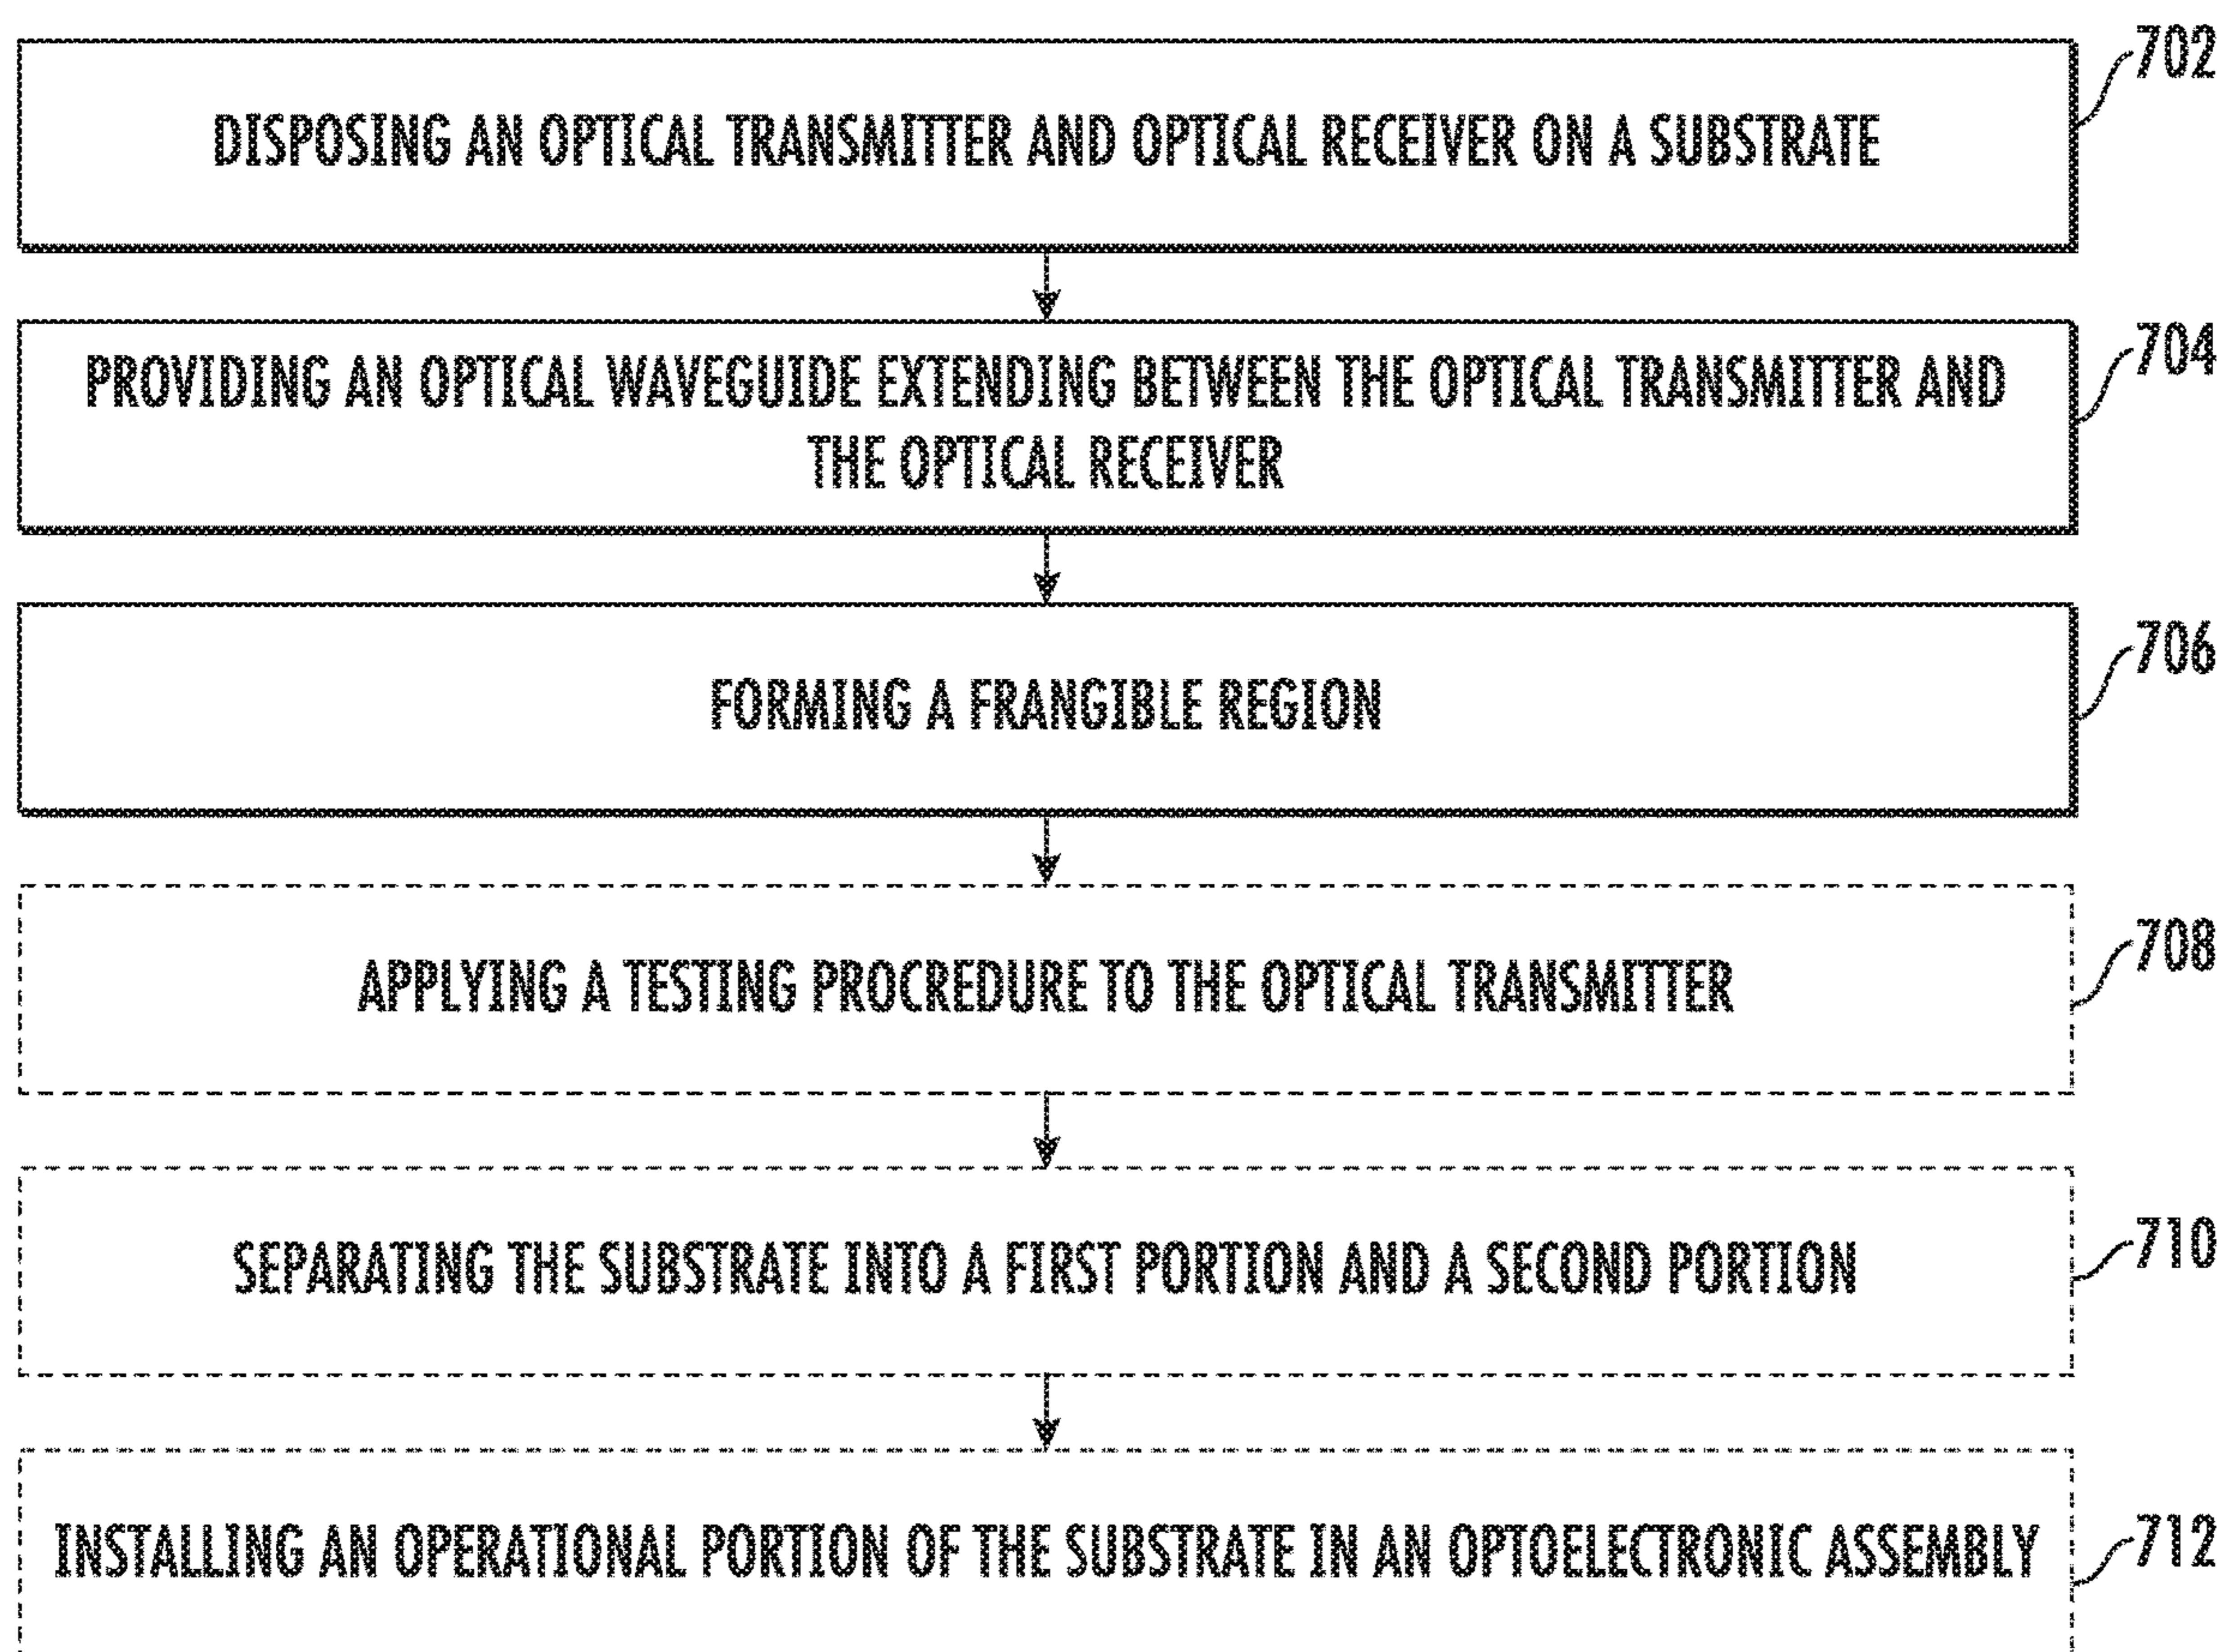 702
DISPOSING AN OPTICAL TRANSMITTER AND OPTICAL RECEIVER ON A SUBSTRATE
704
PROVIDING AN OPTICAL WAVEGUIDE EXTENDING BETWEEN THE OPTICAL TRANSMITTER AND
THE OPTICAL RECEIVER
706
FORMING A FRANGIBLE REGION
708
APPLYING A TESTING PROCREDURE TO THE OPTICAL TRANSMITTER
710
SEPARATING THE SUBSTRATE INTO A FIRST PORTION AND A SECOND PORTION
712
INSTALLING AN OPERATIONAL PORTION OF THE SUBSTRATE IN AN OPTOELECTRONIC ASSEMBLY